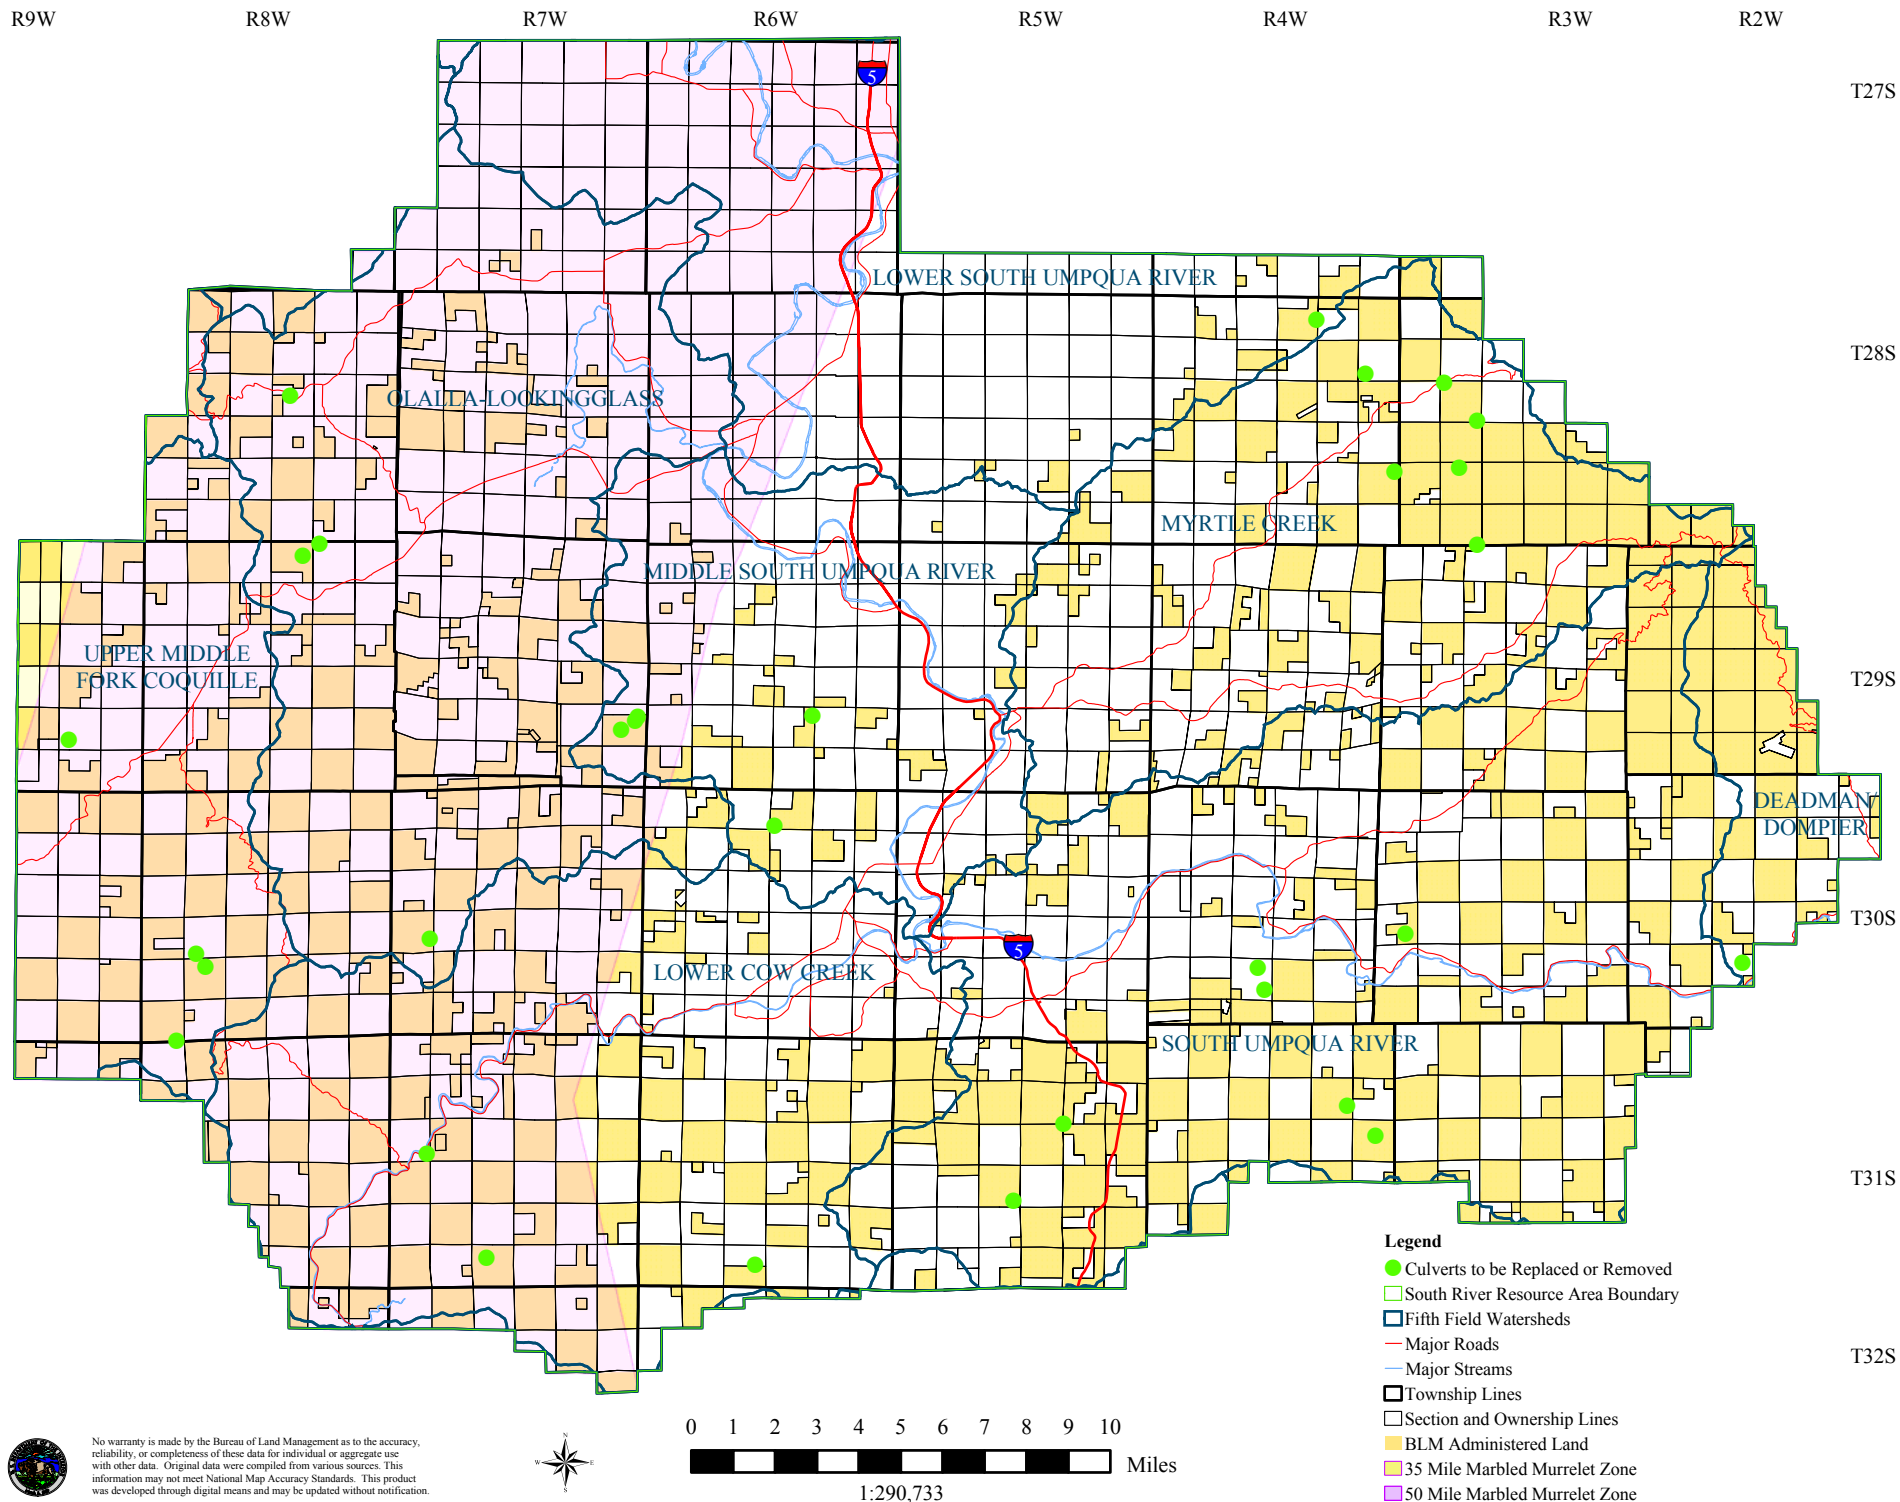 R9W R8W R7W R6W R5W R4W R3W R2W
T27S
5
LOWER SOUTH UMPQUA RIVER
T28S
OLALLA-LOOKINGGLASS
MYRTLE CREEK
MIDDLE SOUTH UMPQUA RIVER
UPPER MIDDLE
FORK COQUILLE
T29S
DEADMAN/
DOMPIER
T30S
5
LOWER COW CREEK
SOUTH UMPQUA RIVER
T31S
Legend
Culverts to be Replaced or Removed
South River Resource Area Boundary
Fifth Field Watersheds
Major Roads
Major Streams
T32S
Township Lines
Section and Ownership Lines
BLM Administered Land
35 Mile Marbled Murrelet Zone
50 Mile Marbled Murrelet Zone
No warranty is made by the Bureau of Land Management as to the accuracy,
reliability, or completeness of these data for individual or aggregate use
with other data. Original data were compiled from various sources. This
information may not meet National Map Accuracy Standards. This product
was developed through digital means and may be updated without notification.
N
W E
S
0 1 2 3 4 5 6 7 8 9 10
Miles
1:290,733